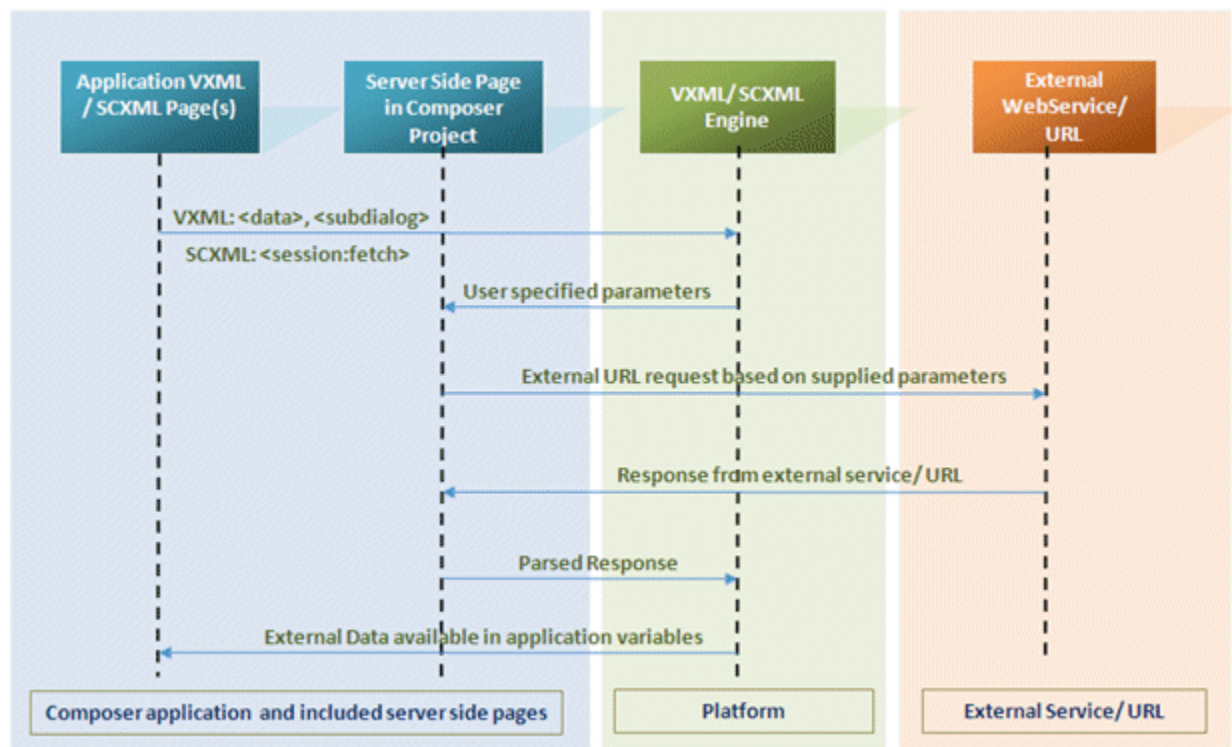 Application VXML
/ SCXML Page(s)
Server Side Page
in Composer
Project
VXML/ SCXML
Engine
External
WebService/
URL
VXML: <data>, <subdialog>
SCXML: <session:fetch>
User specified parameters
External URL request based on supplied parameters
Response from external service/ URL
Parsed Response
External Data available in application variables
Composer application and included server side pages
Platform
External Service/ URL